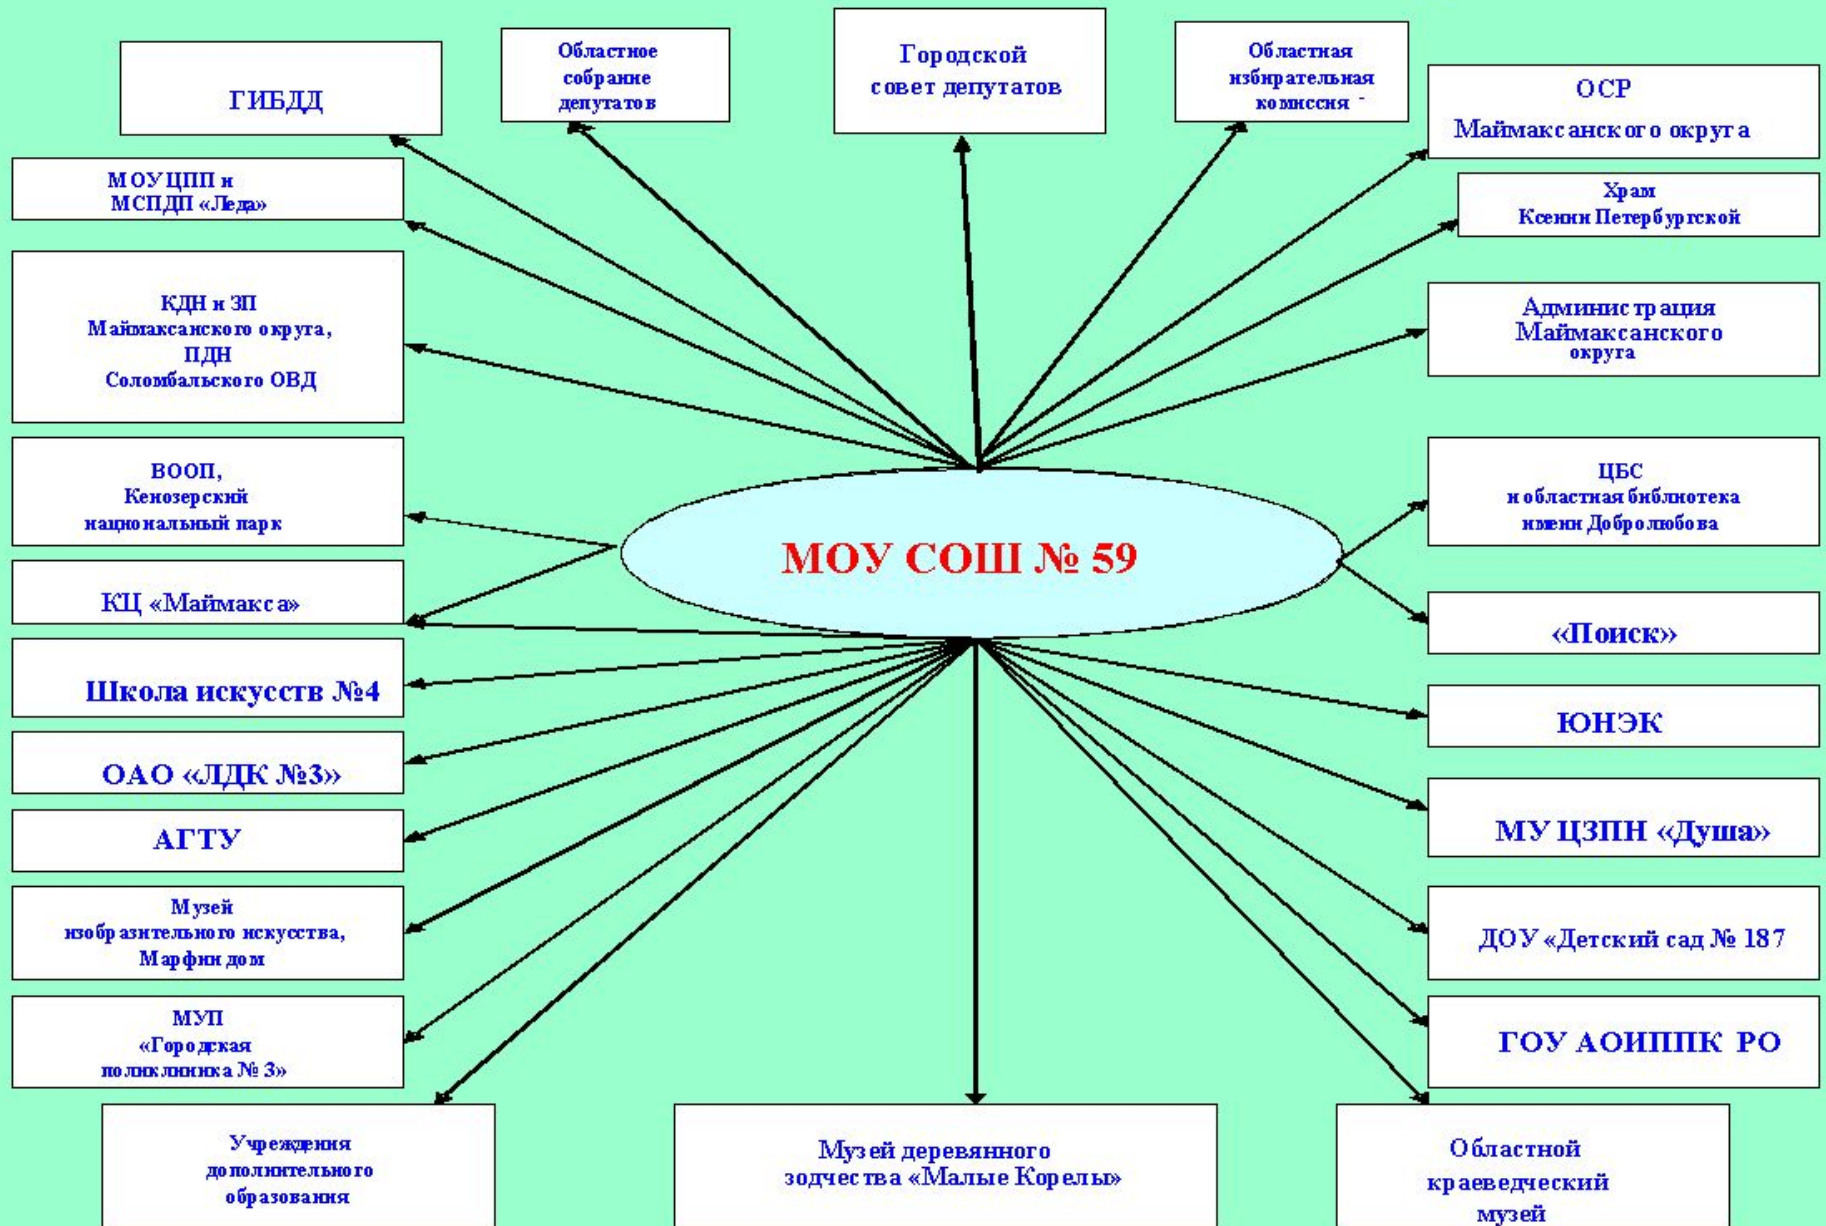 ГИБДД
Областное
собрание
депутатов
Городской
совет депутатов
Областная
избирательная
комиссия -
ОСР
Маймаксанского округа
МОУ ЦПП и
МСПДП «Леда»
Храм
Ксении Петербургской
КДН и ЗП
Маймаксанского округа,
ПДН
Соломбальского ОВД
Администрация
Маймаксанского
округа
ВООП,
Кенозерский
национальный парк
ЦБС
и областная библиотека
имени Добролюбова
МОУ СОШ № 59
КЦ «Маймакса»
«Поиск»
Школа искусств №4
ЮНЭК
ОАО «ЛДК №3»
МУ ЦЗПН «Душа»
АГТУ
Музей
изобразительного искусства,
Марфин дом
ДОУ «Детский сад № 187
МУП
«Городская
поликлиника № 3»
ГОУ АОИППК РО
Учреждения
дополнительного
образования
Музей деревянного
зодчества «Малые Корелы»
Областной
краеведческий
музей